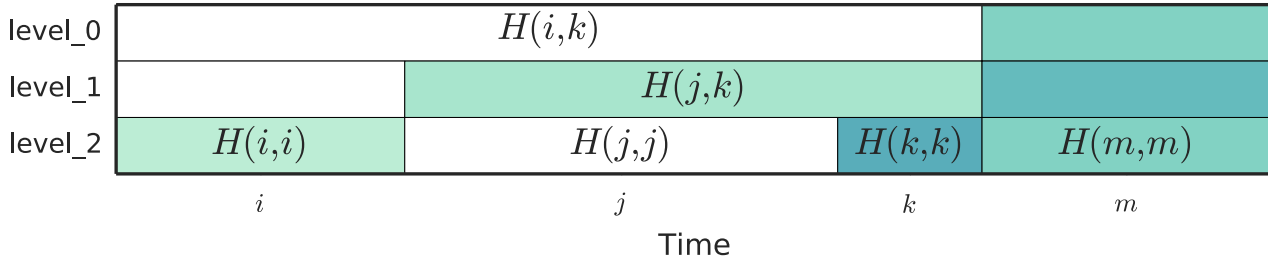 level_0 H(i,k)
level_1 H(j,k)
level_2 H(i,i) H(j,j) H(k,k) H(m,m)
i j k m
Time